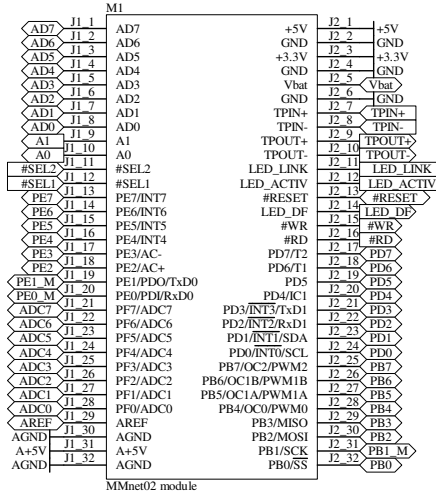 M1
AD7 J1_1 AD7 +5V J2_1 +5V
AD6 J1_2 AD6 GND J2_2 GND
AD5 J1_3 AD5 +3.3V J2_3 +3.3V
AD4 J1_4 AD4 GND J2_4 GND
AD3 J1_5 AD3 Vbat J2_5 Vbat
AD2 J1_6 AD2 GND J2_6 GND
AD1 J1_7 AD1 TPIN+ J2_7 TPIN+
AD0 J1_8 AD0 TPIN- J2_8 TPIN-
A1 J1_9 A1 TPOUT+ J2_9 TPOUT+
A0 J1_10 A0 TPOUT- J2_10 TPOUT-
#SEL2 J1_11 #SEL2 LED_LINK J2_11 LED_LINK
#SEL1 J1_12 #SEL1 LED_ACTIV J2_12 LED_ACTIV
PE7 J1_13 PE7/INT7 #RESET J2_13 #RESET
PE6 J1_14 PE6/INT6 LED_DF J2_14 LED_DF
PE5 J1_15 PE5/INT5 #WR J2_15 #WR
PE4 J1_16 PE4/INT4 #RD J2_16 #RD
PE3 J1_17 PE3/AC- PD7/T2 J2_17 PD7
PE2 J1_18 PE2/AC+ PD6/T1 J2_18 PD6
PE1_M J1_19 PE1/PDO/TxD0 PD5 J2_19 PD5
PE0_M J1_20 PE0/PDI/RxD0 PD4/IC1 J2_20 PD4
ADC7 J1_21 PF7/ADC7 PD3/INT3/TxD1 J2_21 PD3
ADC6 J1_22 PF6/ADC6 PD2/INT2/RxD1 J2_22 PD2
ADC5 J1_23 PF5/ADC5 PD1/INT1/SDA J2_23 PD1
ADC4 J1_24 PF4/ADC4 PD0/INT0/SCL J2_24 PD0
ADC3 J1_25 PF3/ADC3 PB7/OC2/PWM2 J2_25 PB7
ADC2 J1_26 PF2/ADC2 PB6/OC1B/PWM1B J2_26 PB6
ADC1 J1_27 PF1/ADC1 PB5/OC1A/PWM1A J2_27 PB5
ADC0 J1_28 PF0/ADC0 PB4/OC0/PWM0 J2_28 PB4
AREF J1_29 AREF PB3/MISO J2_29 PB3
AGND J1_30 AGND PB2/MOSI J2_30 PB2
A+5V J1_31 A+5V PB1/SCK J2_31 PB1_M
AGND J1_32 AGND PB0/SS J2_32 PB0
MMnet02 module